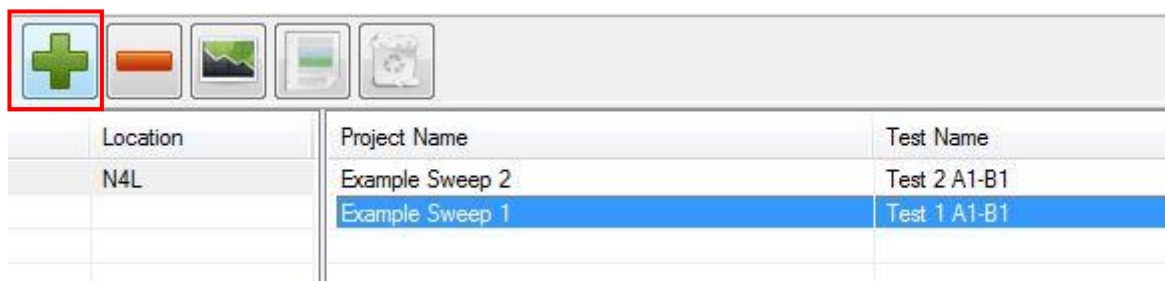 Location Project Name Test Name
N4L Example Sweep 2 Test 2 A1-B1
Example Sweep 1 Test 1 A1-B1